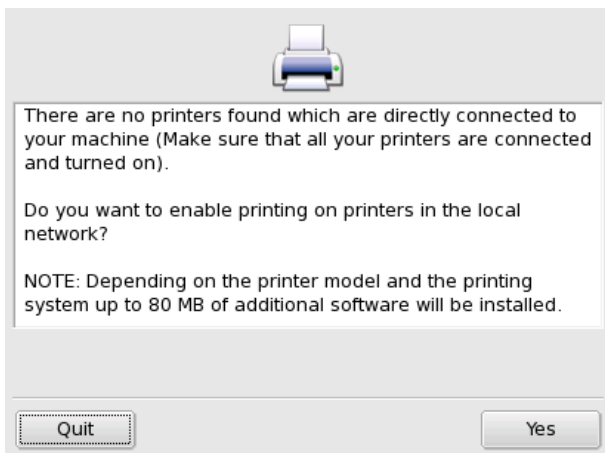 There are no printers found which are directly connected to
your machine (Make sure that all your printers are connected
and turned on).
Do you want to enable printing on printers in the local
network?
NOTE: Depending on the printer model and the printing
system up to 80 MB of additional software will be installed.
Quit
Yes